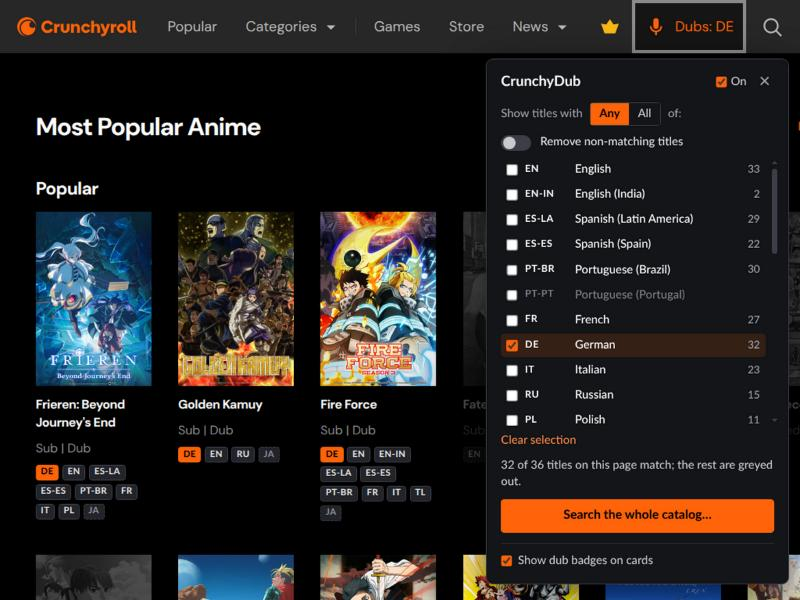 Crunchyroll Popular Categories Games Store News Dubs: DE
CrunchyDub On
Show titles with Any All of:
Remove non-matching titles
EN English 33
EN-IN English (India) 2
ES-LA Spanish (Latin America) 29
ES-ES Spanish (Spain) 22
PT-BR Portuguese (Brazil) 30
PT-PT Portuguese (Portugal)
FR French 27
DE German 32
IT Italian 23
RU Russian 15
PL Polish 11
Clear selection
32 of 36 titles on this page match; the rest are greyed
out.
Search the whole catalog...
Show dub badges on cards
Most Popular Anime
Popular
FRIEREN
Beyond Journey's End
Frieren: Beyond
Journey's End
Sub | Dub
DE EN ES-LA
ES-ES PT-BR FR
IT PL JA
GOLDEN KAMUY
Golden Kamuy
Sub | Dub
DE EN RU JA
FIRE
FORCE
SEASON 3
Fire Force
Sub | Dub
DE EN EN-IN
ES-LA ES-ES
PT-BR FR IT TL
JA
Fate
Sub
EN